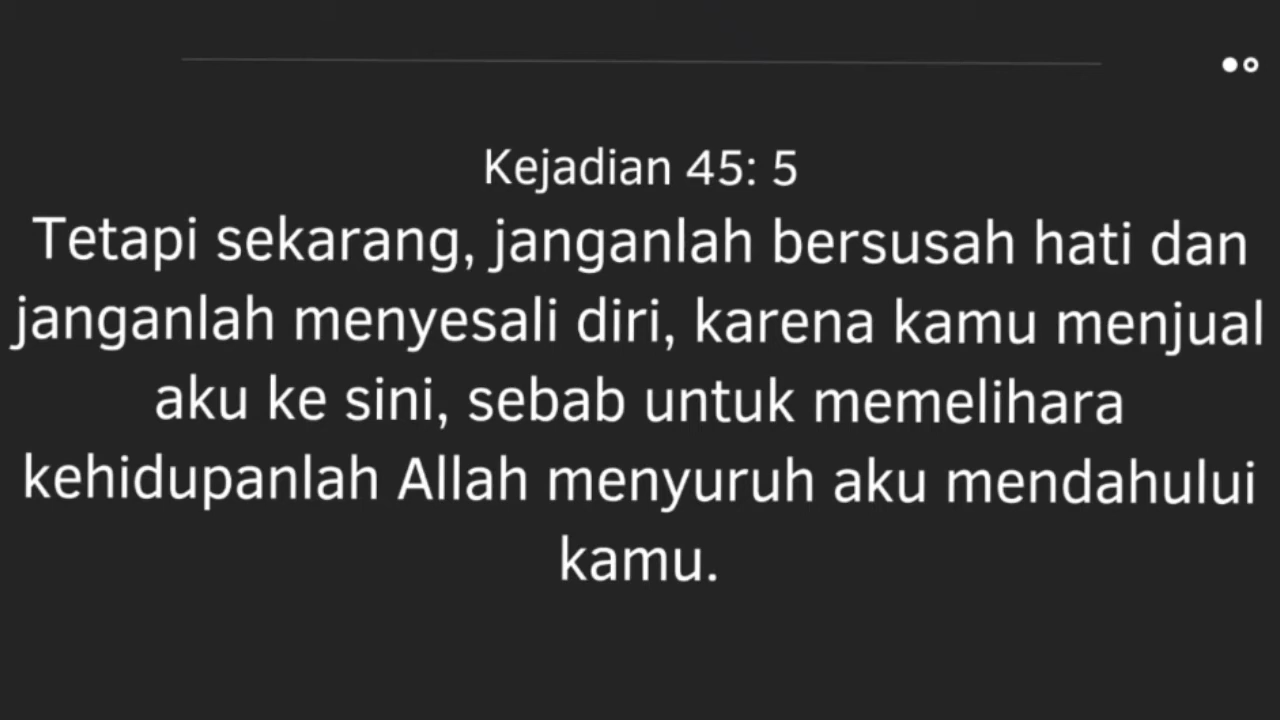 Kejadian 45: 5
Tetapi sekarang, janganlah bersusah hati dan
janganlah menyesali diri, karena kamu menjual
aku ke sini, sebab untuk memelihara
kehidupanlah Allah menyuruh aku mendahului
kamu.